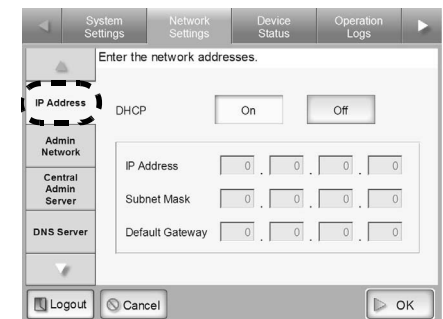 System Settings
Network Settings
Device Status
Operation Logs
Enter the network addresses.
IP Address
Admin Network
Central Admin Server
DNS Server
DHCP
On
Off
IP Address
0 . 0 . 0 . 0
Subnet Mask
0 . 0 . 0 . 0
Default Gateway
0 . 0 . 0 . 0
Logout
Cancel
OK